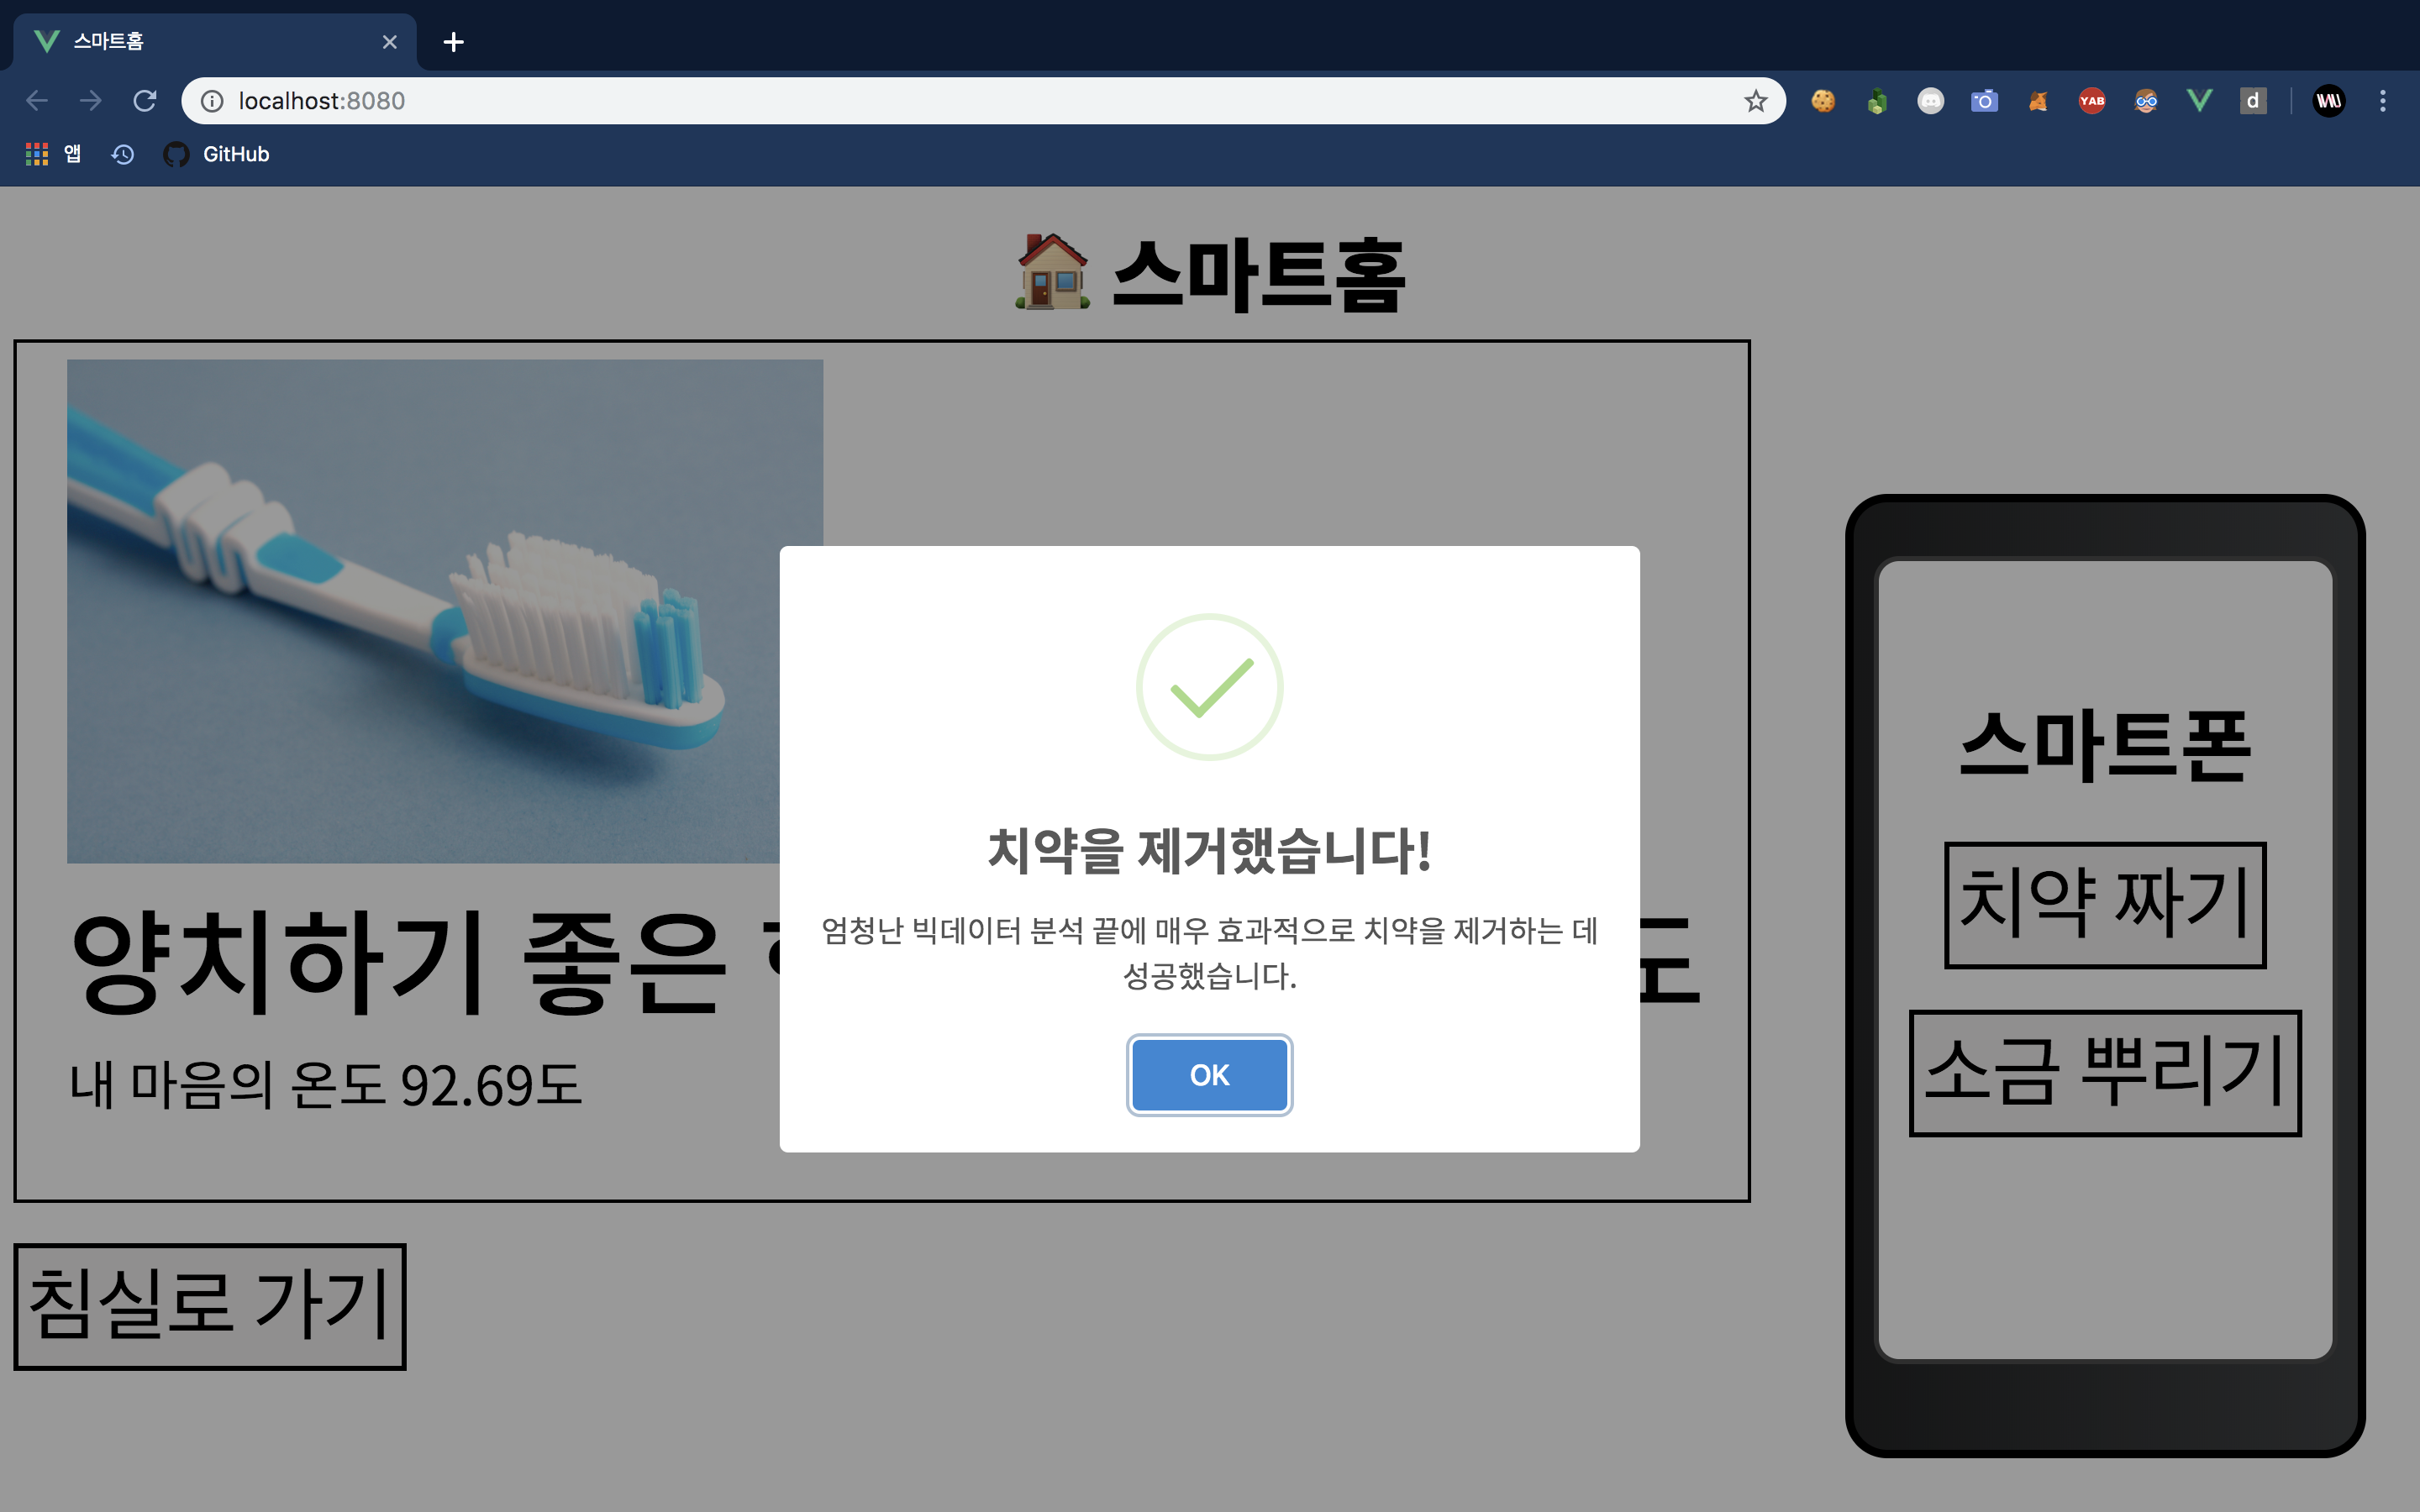 스마트홈
localhost:8080
YAB
d
앱
GitHub
스마트홈
치약을 제거했습니다!
엄청난 빅데이터 분석 끝에 매우 효과적으로 치약을 제거하는 데
성공했습니다.
OK
양치하기 좋은
도
내 마음의 온도 92.69도
침실로 가기
스마트폰
치약 짜기
소금 뿌리기